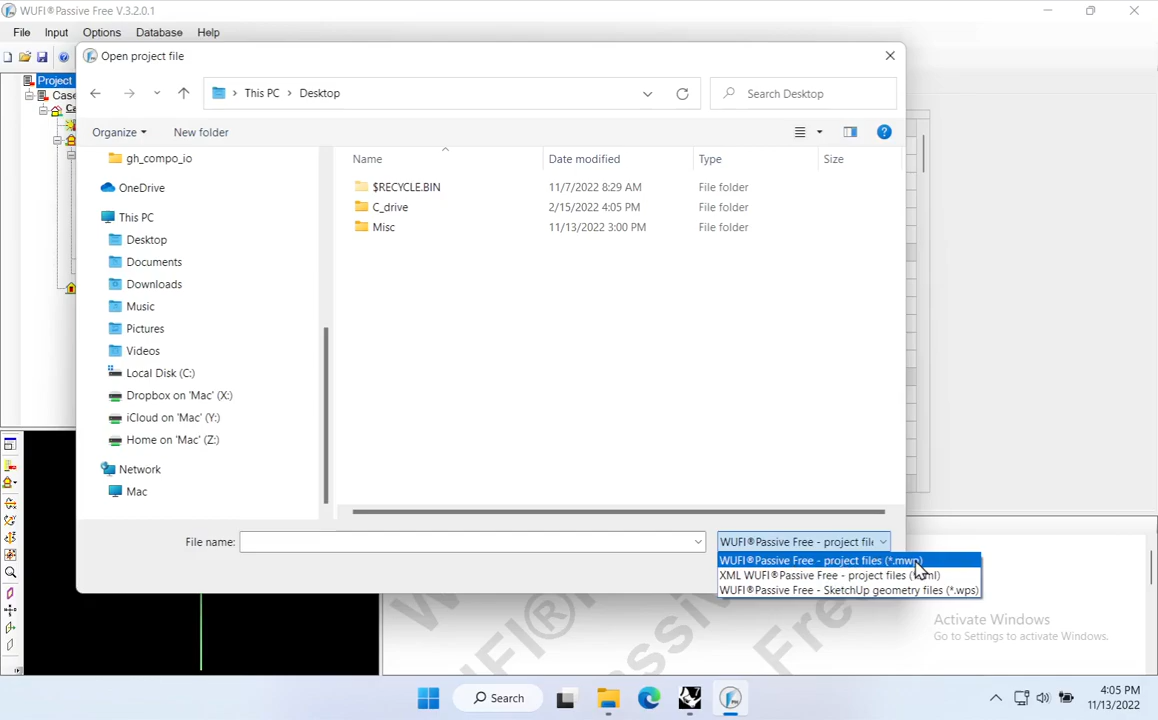 WUFI®Passive Free V.3.2.0.1
File Input Options Database Help
Open project file
Project
Case
This PC Desktop
Search Desktop
Organize New folder
Name Date modified Type Size
gh_compo_io
OneDrive
This PC
Desktop
Documents
Downloads
Music
Pictures
Videos
Local Disk (C:)
Dropbox on 'Mac' (X:)
iCloud on 'Mac' (Y:)
Home on 'Mac' (Z:)
Network
Mac
$RECYCLE.BIN 11/7/2022 8:29 AM File folder
C_drive 2/15/2022 4:05 PM File folder
Misc 11/13/2022 3:00 PM File folder
File name:
WUFI®Passive Free - project file
WUFI®Passive Free - project files (*.mwp)
XML WUFI®Passive Free - project files (*.xml)
WUFI®Passive Free - SketchUp geometry files (*.wps)
WUFI®
Passive
Free
Activate Windows
Go to Settings to activate Windows.
Search
4:05 PM
11/13/2022